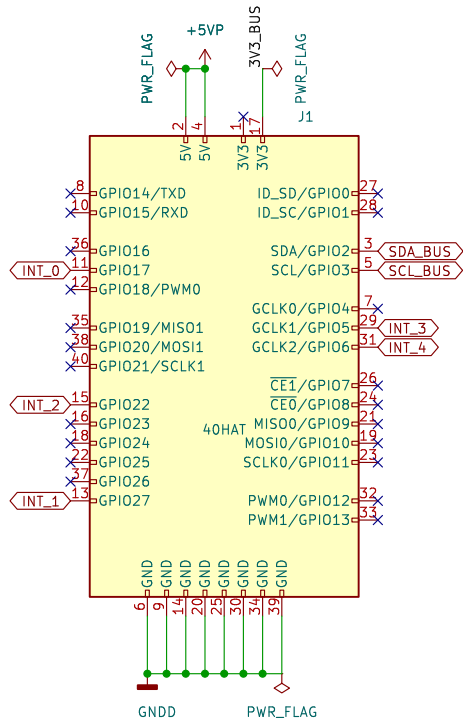 +5VP
3V3_BUS
PWR_FLAG
PWR_FLAG
J1
2
4
1
17
5V
5V
3V3
3V3
8 GPIO14/TXD
ID_SD/GPIO0 27
10 GPIO15/RXD
ID_SC/GPIO1 28
36 GPIO16
SDA/GPIO2 3 SDA_BUS
INT_0 11 GPIO17
SCL/GPIO3 5 SCL_BUS
12 GPIO18/PWM0
GCLK0/GPIO4 7
35 GPIO19/MISO1
GCLK1/GPIO5 29 INT_3
38 GPIO20/MOSI1
GCLK2/GPIO6 31 INT_4
40 GPIO21/SCLK1
CE1/GPIO7 26
INT_2 15 GPIO22
CE0/GPIO8 24
16 GPIO23
MISO0/GPIO9 21
40HAT
18 GPIO24
MOSI0/GPIO10 19
22 GPIO25
SCLK0/GPIO11 23
37 GPIO26
INT_1 13 GPIO27
PWM0/GPIO12 32
PWM1/GPIO13 33
GND
GND
GND
GND
GND
GND
GND
GND
6
9
14
20
25
30
34
39
GNDD
PWR_FLAG